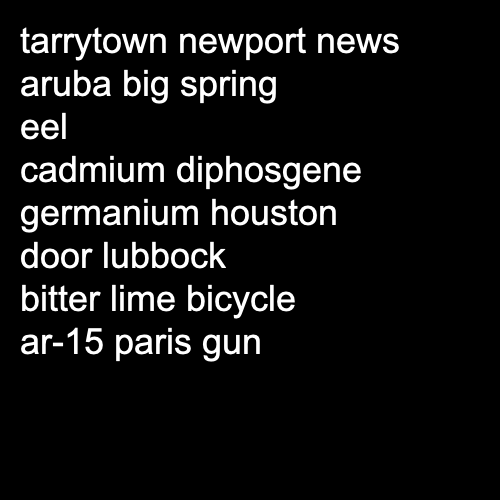 tarrytown newport news
aruba big spring
eel
cadmium diphosgene
germanium houston
door lubbock
bitter lime bicycle
ar-15 paris gun